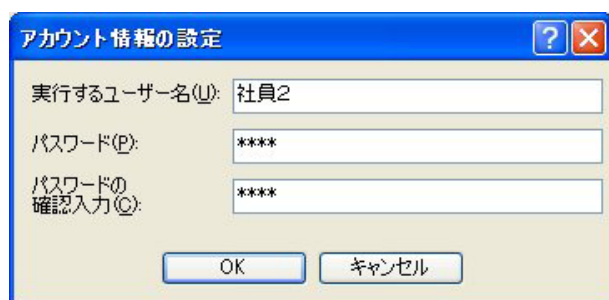 アカウント情報の設定
実行するユーザー名(U): 社員2
パスワード(P): ****
パスワードの
確認入力(C): ****
OK キャンセル